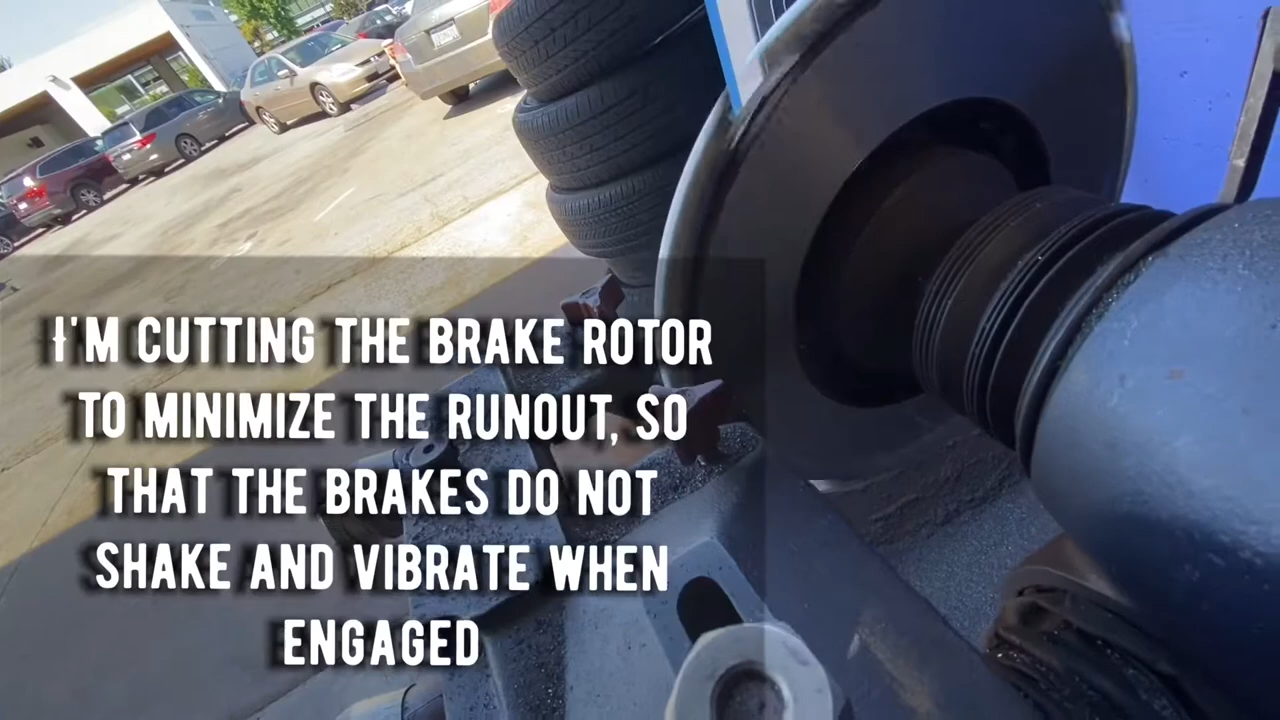 I'M CUTTING THE BRAKE ROTOR
TO MINIMIZE THE RUNOUT, SO
THAT THE BRAKES DO NOT
SHAKE AND VIBRATE WHEN
ENGAGED